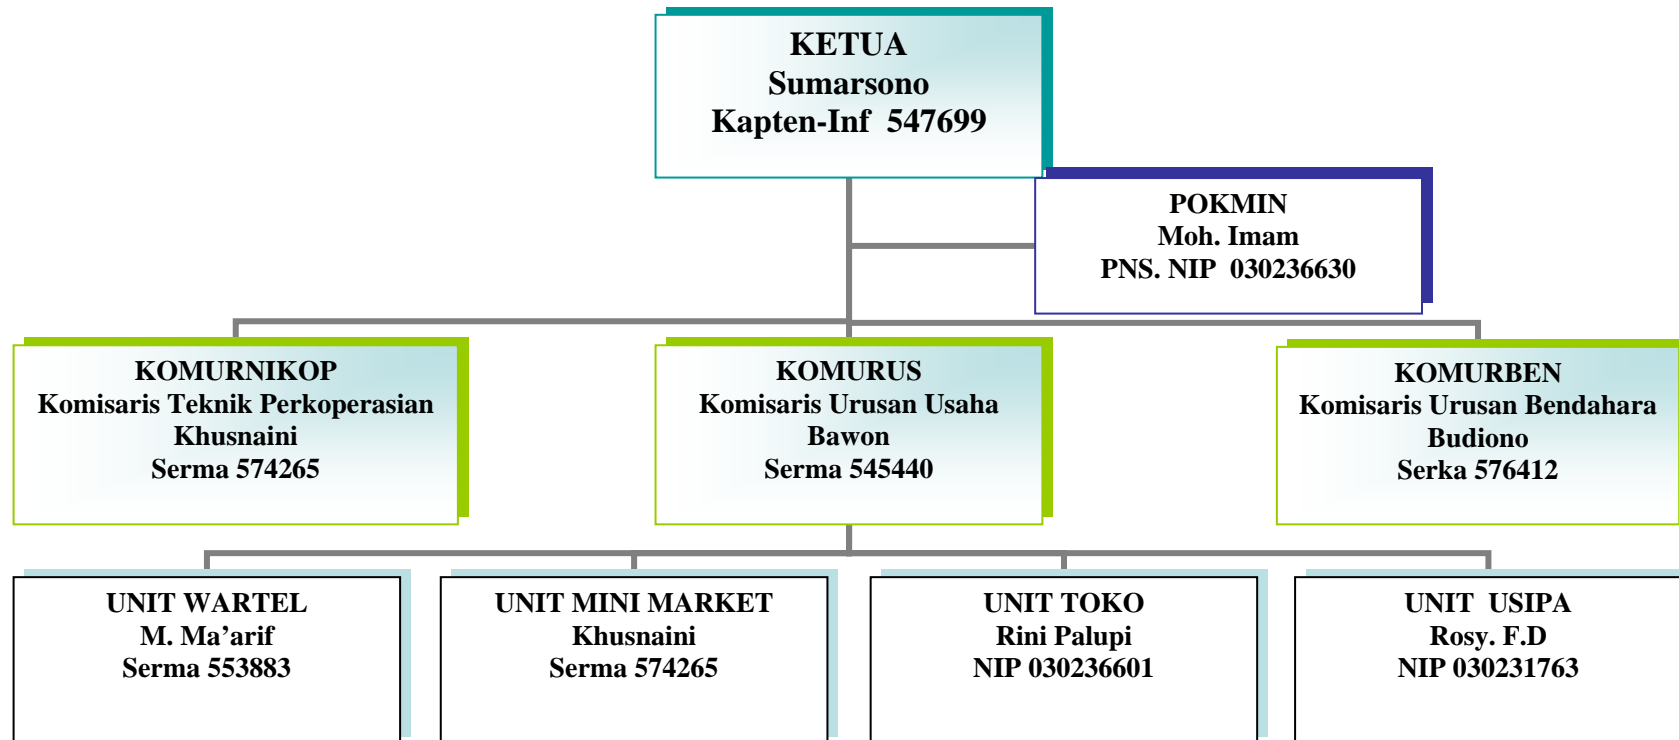 KETUA
Sumarsono
Kapten-Inf 547699
POKMIN
Moh. Imam
PNS. NIP 030236630
KOMURNIKOP
Komisaris Teknik Perkoperasian
Khusnaini
Serma 574265
KOMURUS
Komisaris Urusan Usaha
Bawon
Serma 545440
KOMURBEN
Komisaris Urusan Bendahara
Budiono
Serka 576412
UNIT WARTEL
M. Ma’arif
Serma 553883
UNIT MINI MARKET
Khusnaini
Serma 574265
UNIT TOKO
Rini Palupi
NIP 030236601
UNIT USIPA
Rosy. F.D
NIP 030231763